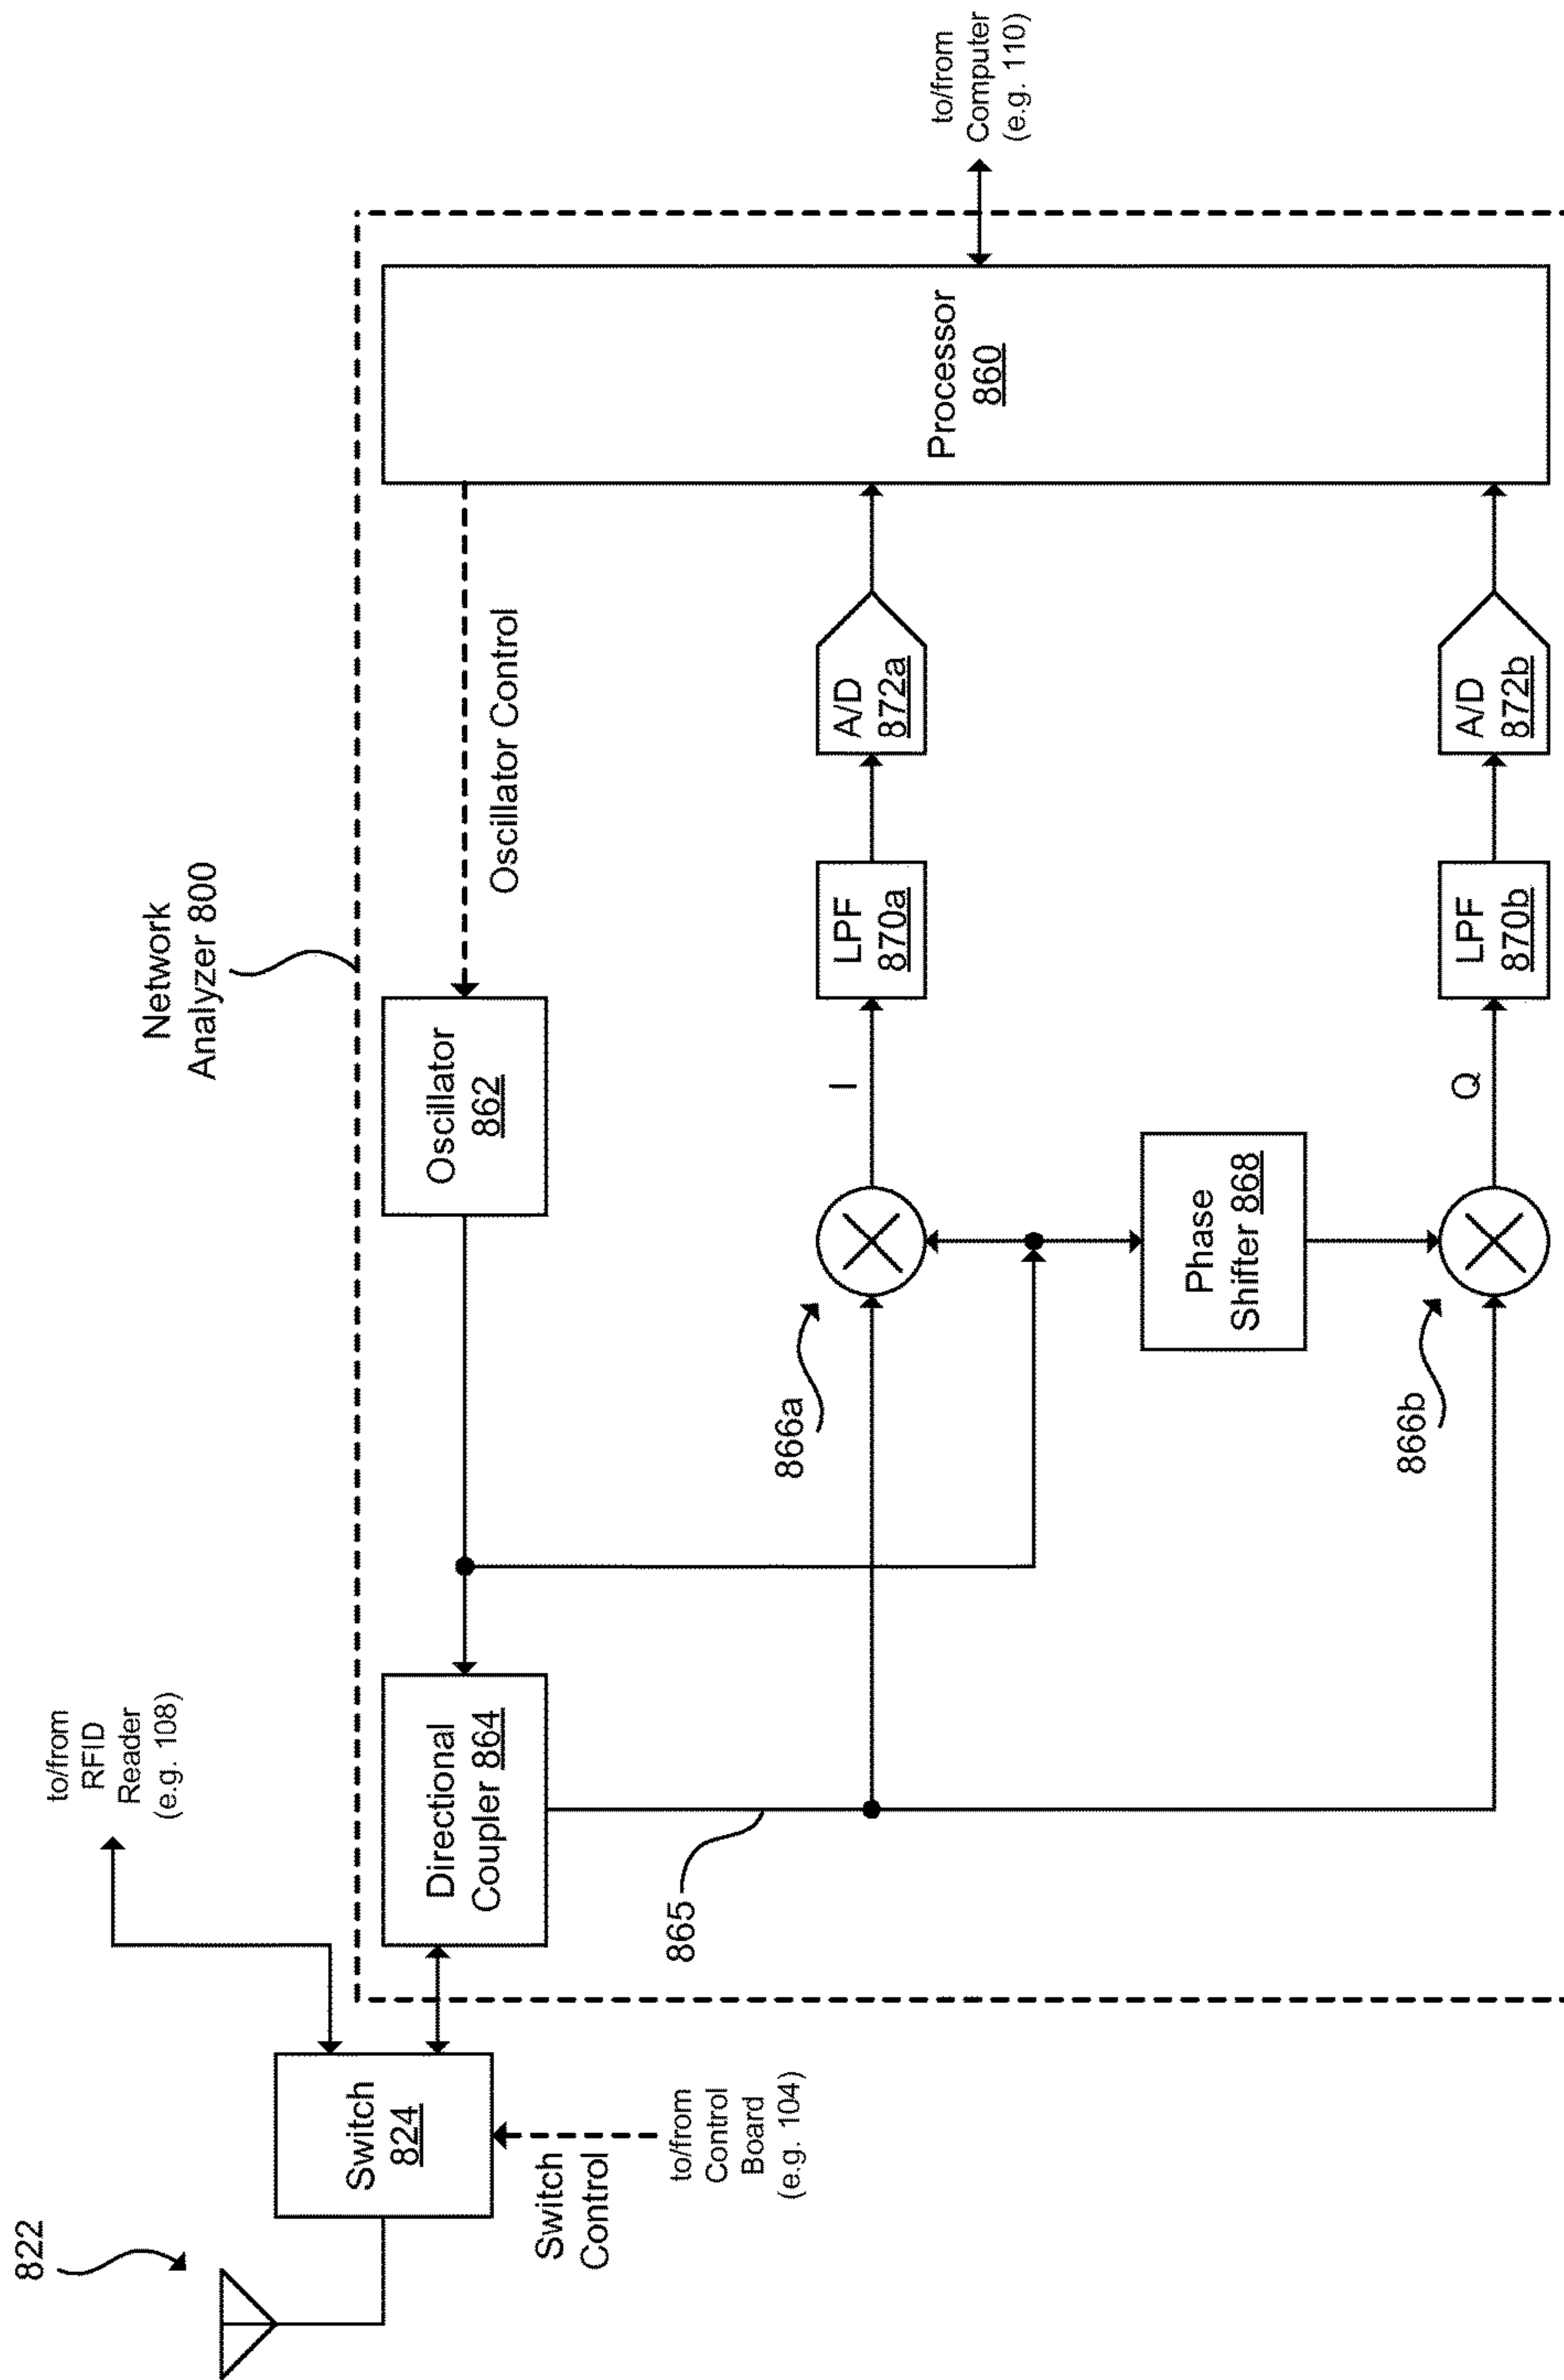 822
Switch
824
Switch
Control
to/from
Control
Board
(e.g. 104)
to/from
RFID
Reader
(e.g. 108)
Network
Analyzer 800
Directional
Coupler 864
865
Oscillator
862
Oscillator Control
866a
I
LPF
870a
A/D
872a
Phase
Shifter 868
866b
Q
LPF
870b
A/D
872b
Processor
860
to/from
Computer
(e.g. 110)